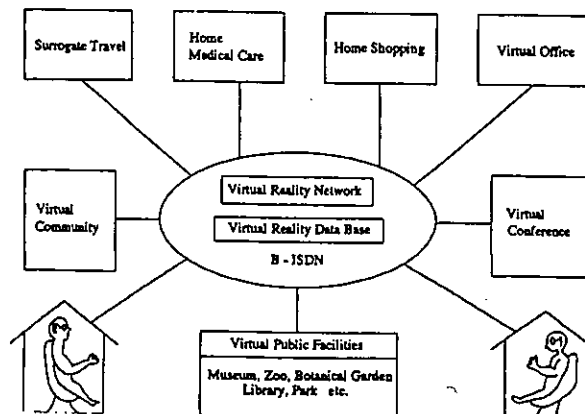 Surrogate Travel
Home
Medical Care
Home Shopping
Virtual Office
Virtual Reality Network
Virtual Reality Data Base
B - ISDN
Virtual
Community
Virtual
Conference
Virtual Public Facilities
Museum, Zoo, Botanical Garden
Library, Park etc.